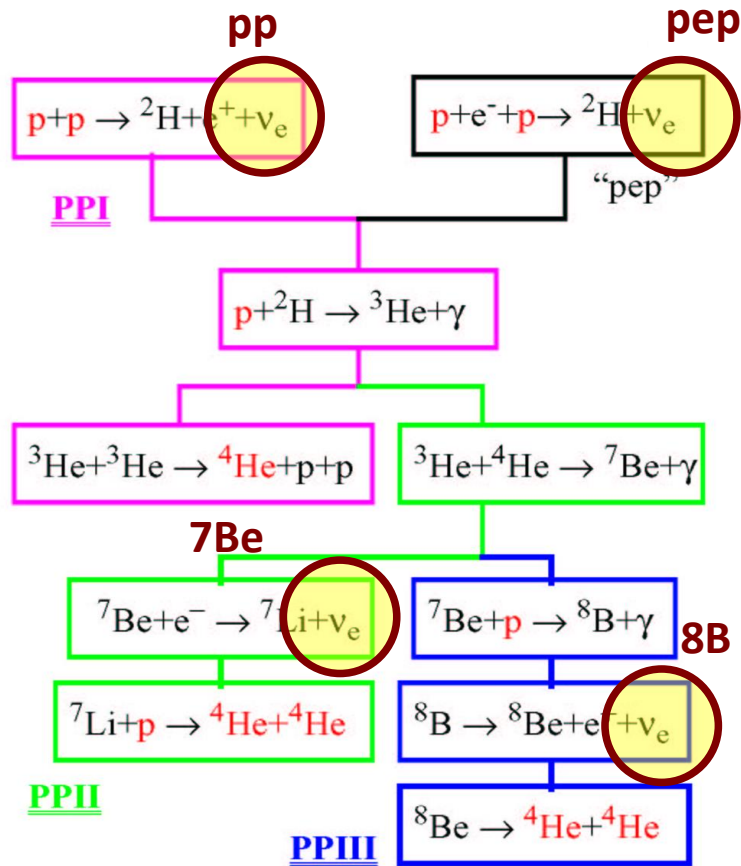 pp pep
p+p → ²H+e⁺+νₑ p+e⁻+p→ ²H+νₑ
PPI “pep”
p+²H → ³He+γ
³He+³He → ⁴He+p+p ³He+⁴He → ⁷Be+γ
7Be
⁷Be+e⁻ → ⁷Li+νₑ ⁷Be+p → ⁸B+γ
8B
⁷Li+p → ⁴He+⁴He ⁸B → ⁸Be+e⁺+νₑ
PPII
⁸Be → ⁴He+⁴He
PPIII